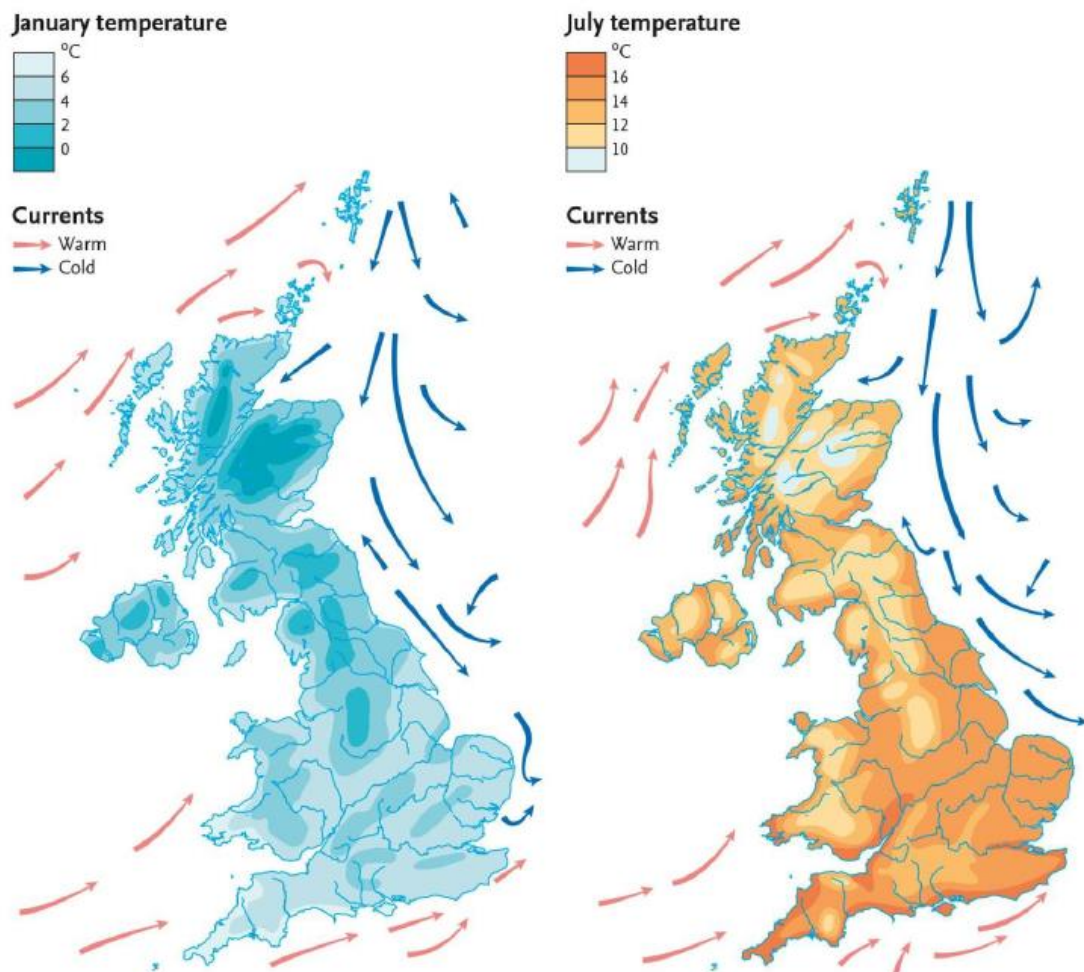 January temperature
°C
6
4
2
0
Currents
Warm
Cold
July temperature
°C
16
14
12
10
Currents
Warm
Cold